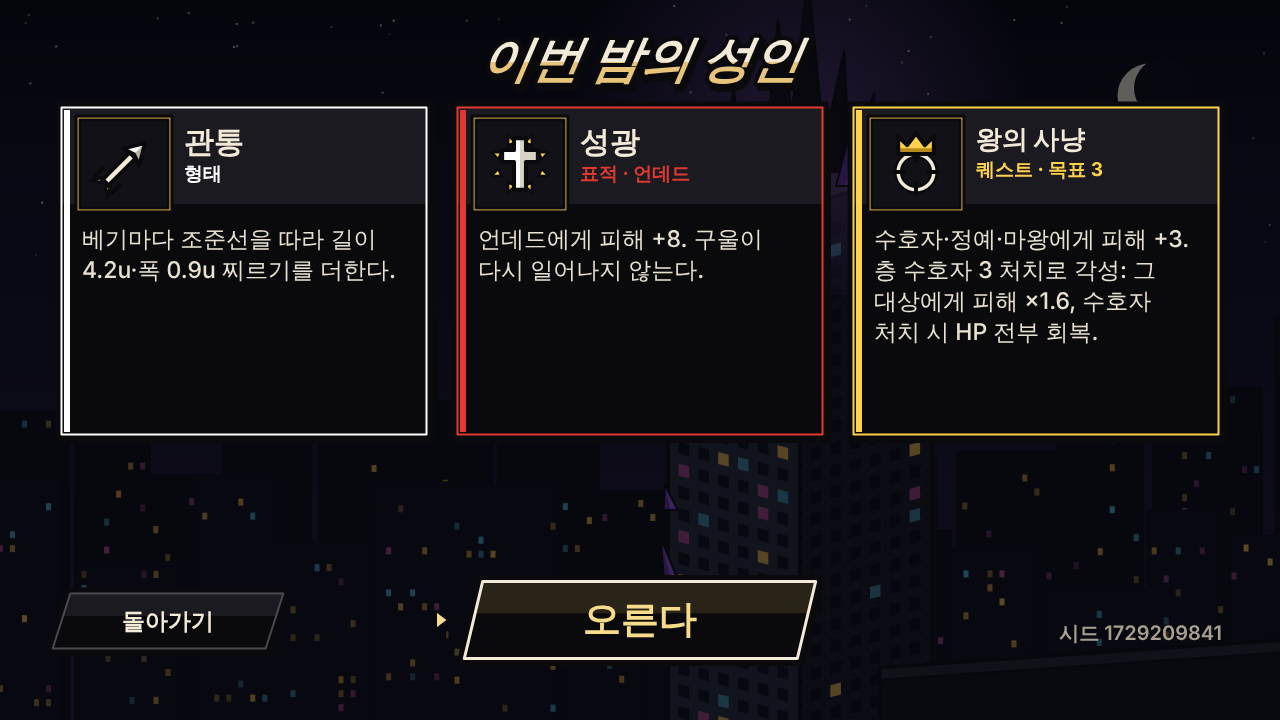 이번 밤의 성인
관통
형태
베기마다 조준선을 따라 길이
4.2u·폭 0.9u 찌르기를 더한다.
성광
표적 · 언데드
언데드에게 피해 +8. 구울이
다시 일어나지 않는다.
왕의 사냥
퀘스트 · 목표 3
수호자·정예·마왕에게 피해 +3.
층 수호자 3 처치로 각성: 그
대상에게 피해 ×1.6, 수호자
처치 시 HP 전부 회복.
돌아가기
오른다
시드 1729209841